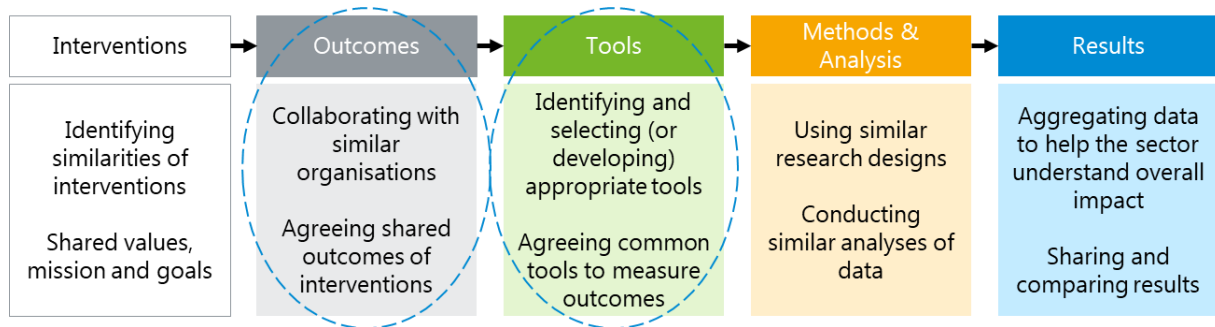 Interventions
Outcomes
Tools
Methods &
Analysis
Results
Identifying
similarities of
interventions
Shared values,
mission and goals
Collaborating with
similar
organisations
Agreeing shared
outcomes of
interventions
Identifying and
selecting (or
developing)
appropriate tools
Agreeing common
tools to measure
outcomes
Using similar
research designs
Conducting
similar analyses of
data
Aggregating data
to help the sector
understand overall
impact
Sharing and
comparing results